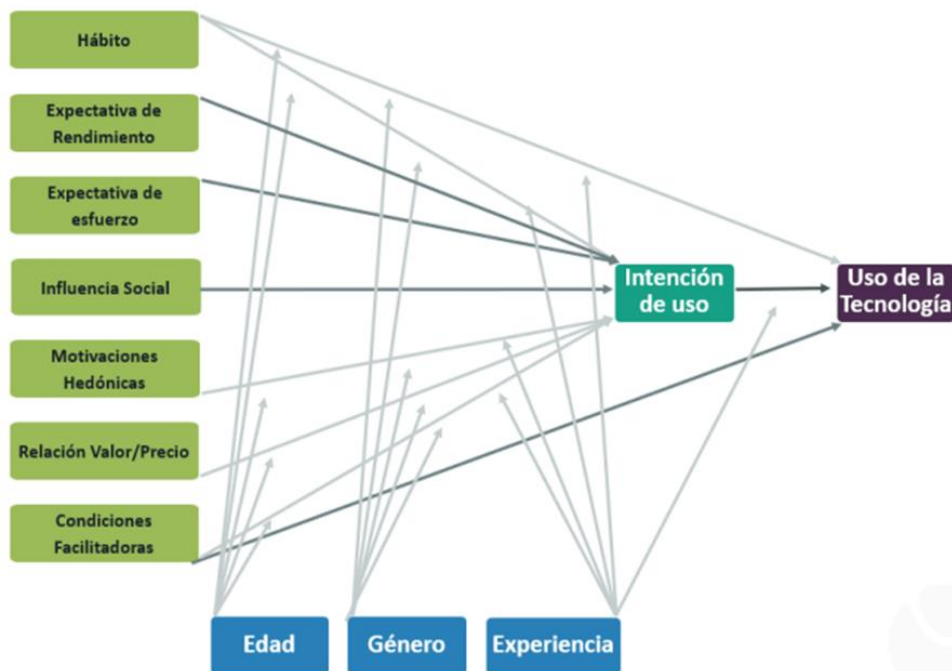 Hábito
Expectativa de
Rendimiento
Expectativa de
esfuerzo
Influencia Social
Intención
de uso
Uso de la
Tecnología
Motivaciones
Hedónicas
Relación Valor/Precio
Condiciones
Facilitadoras
Edad
Género
Experiencia